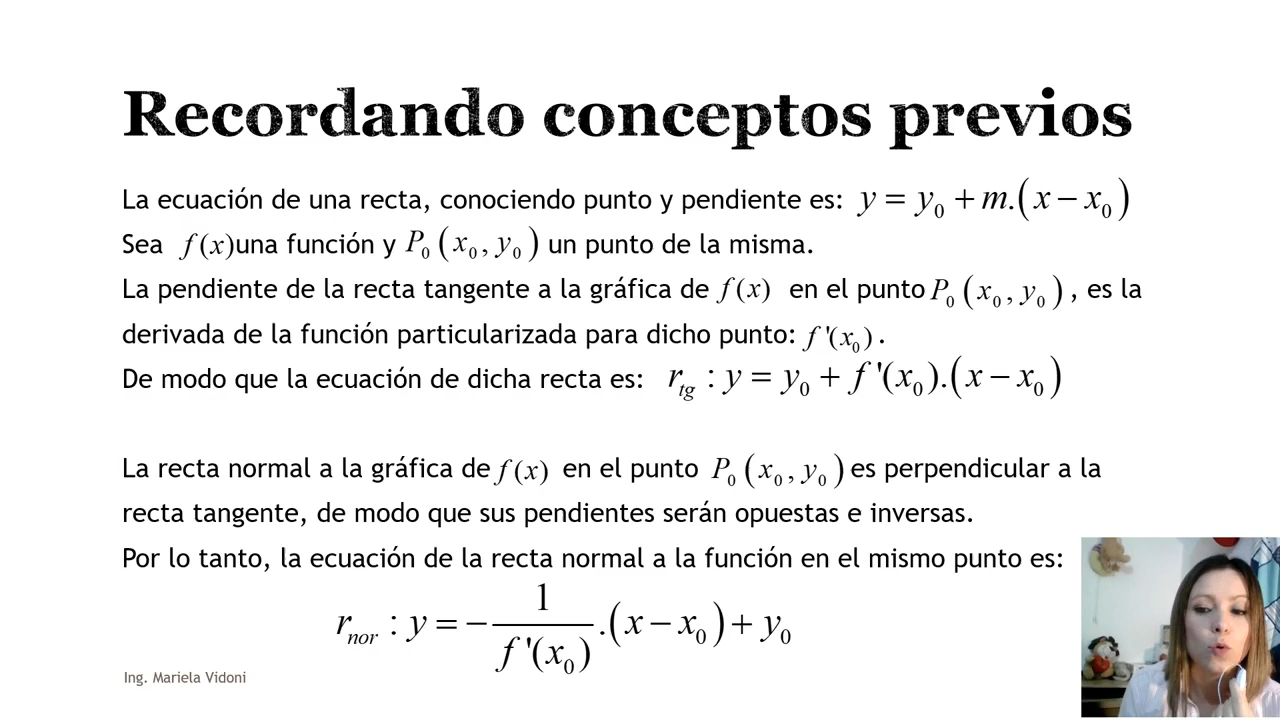 Recordando conceptos previos
La ecuación de una recta, conociendo punto y pendiente es: y = y₀ + m.(x − x₀)
Sea f(x) una función y P₀(x₀, y₀) un punto de la misma.
La pendiente de la recta tangente a la gráfica de f(x) en el punto P₀(x₀, y₀), es la
derivada de la función particularizada para dicho punto: f'(x₀).
De modo que la ecuación de dicha recta es: r_tg : y = y₀ + f'(x₀).(x − x₀)
La recta normal a la gráfica de f(x) en el punto P₀(x₀, y₀) es perpendicular a la
recta tangente, de modo que sus pendientes serán opuestas e inversas.
Por lo tanto, la ecuación de la recta normal a la función en el mismo punto es:
r_nor : y = − 1/f'(x₀) .(x − x₀) + y₀
Ing. Mariela Vidoni